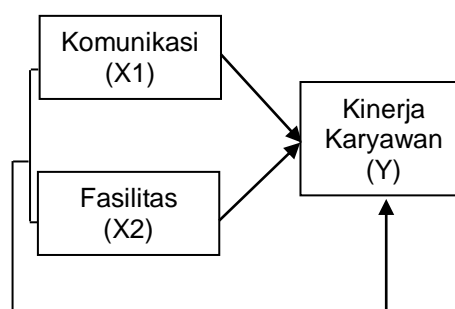 Komunikasi
(X1)
Kinerja
Karyawan
(Y)
Fasilitas
(X2)